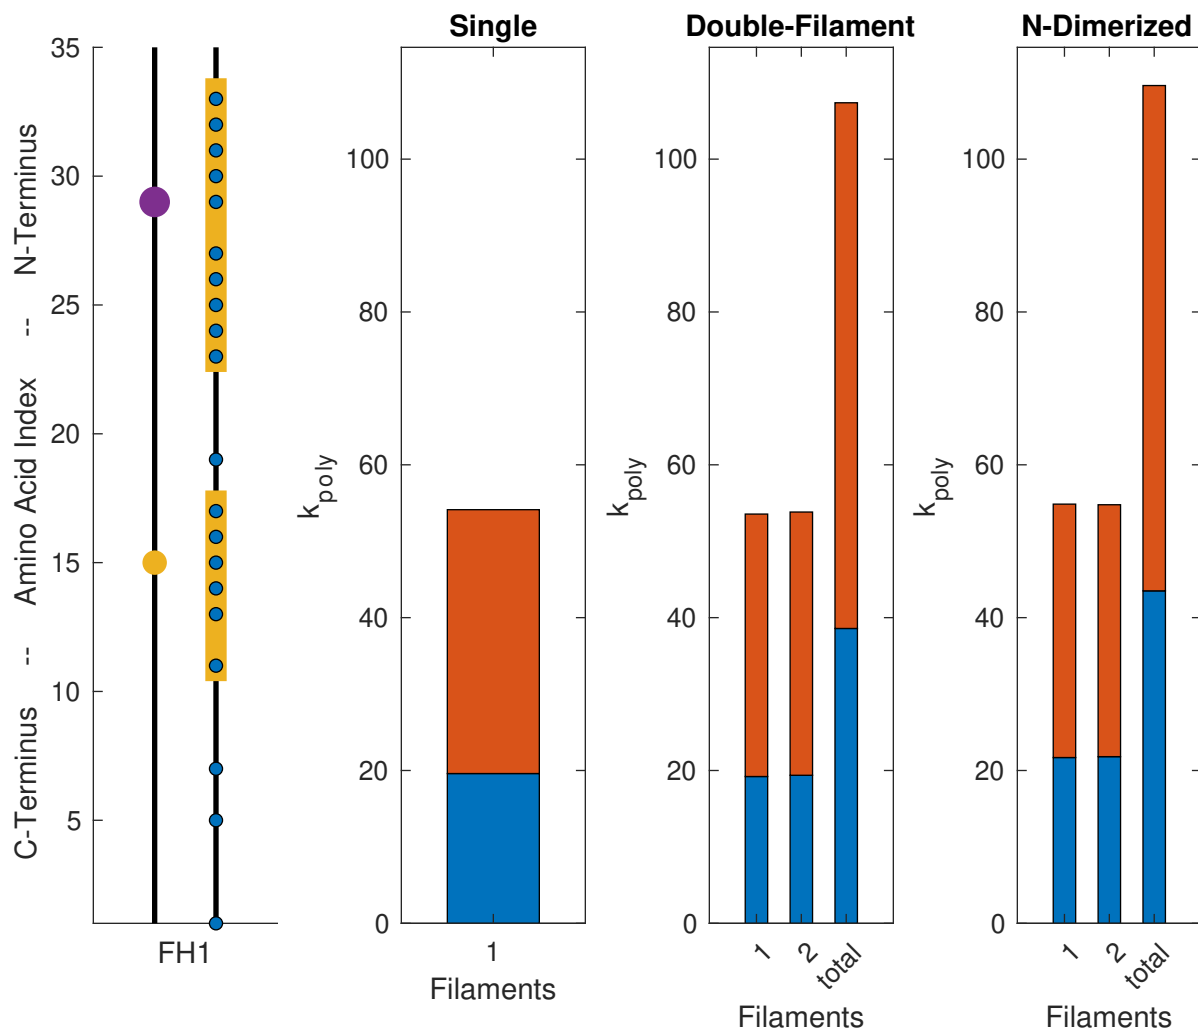 C-Terminus -- Amino Acid Index -- N-Terminus
35
30
25
20
15
10
5
FH1
Single
100
80
60
40
20
0
k_poly
1
Filaments
Double-Filament
100
80
60
40
20
0
k_poly
1
2
total
Filaments
N-Dimerized
100
80
60
40
20
0
k_poly
1
2
total
Filaments